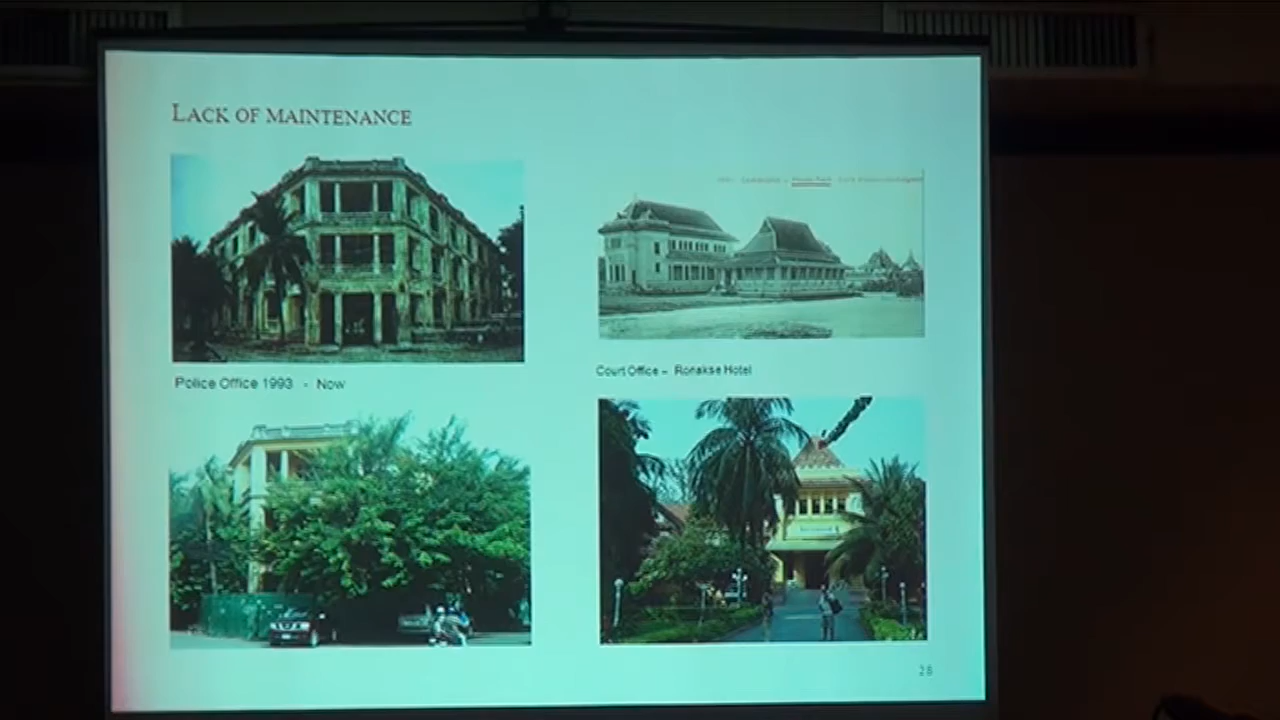 LACK OF MAINTENANCE
Police Office 1993 - Now
Court Office – Ronakse Hotel
28